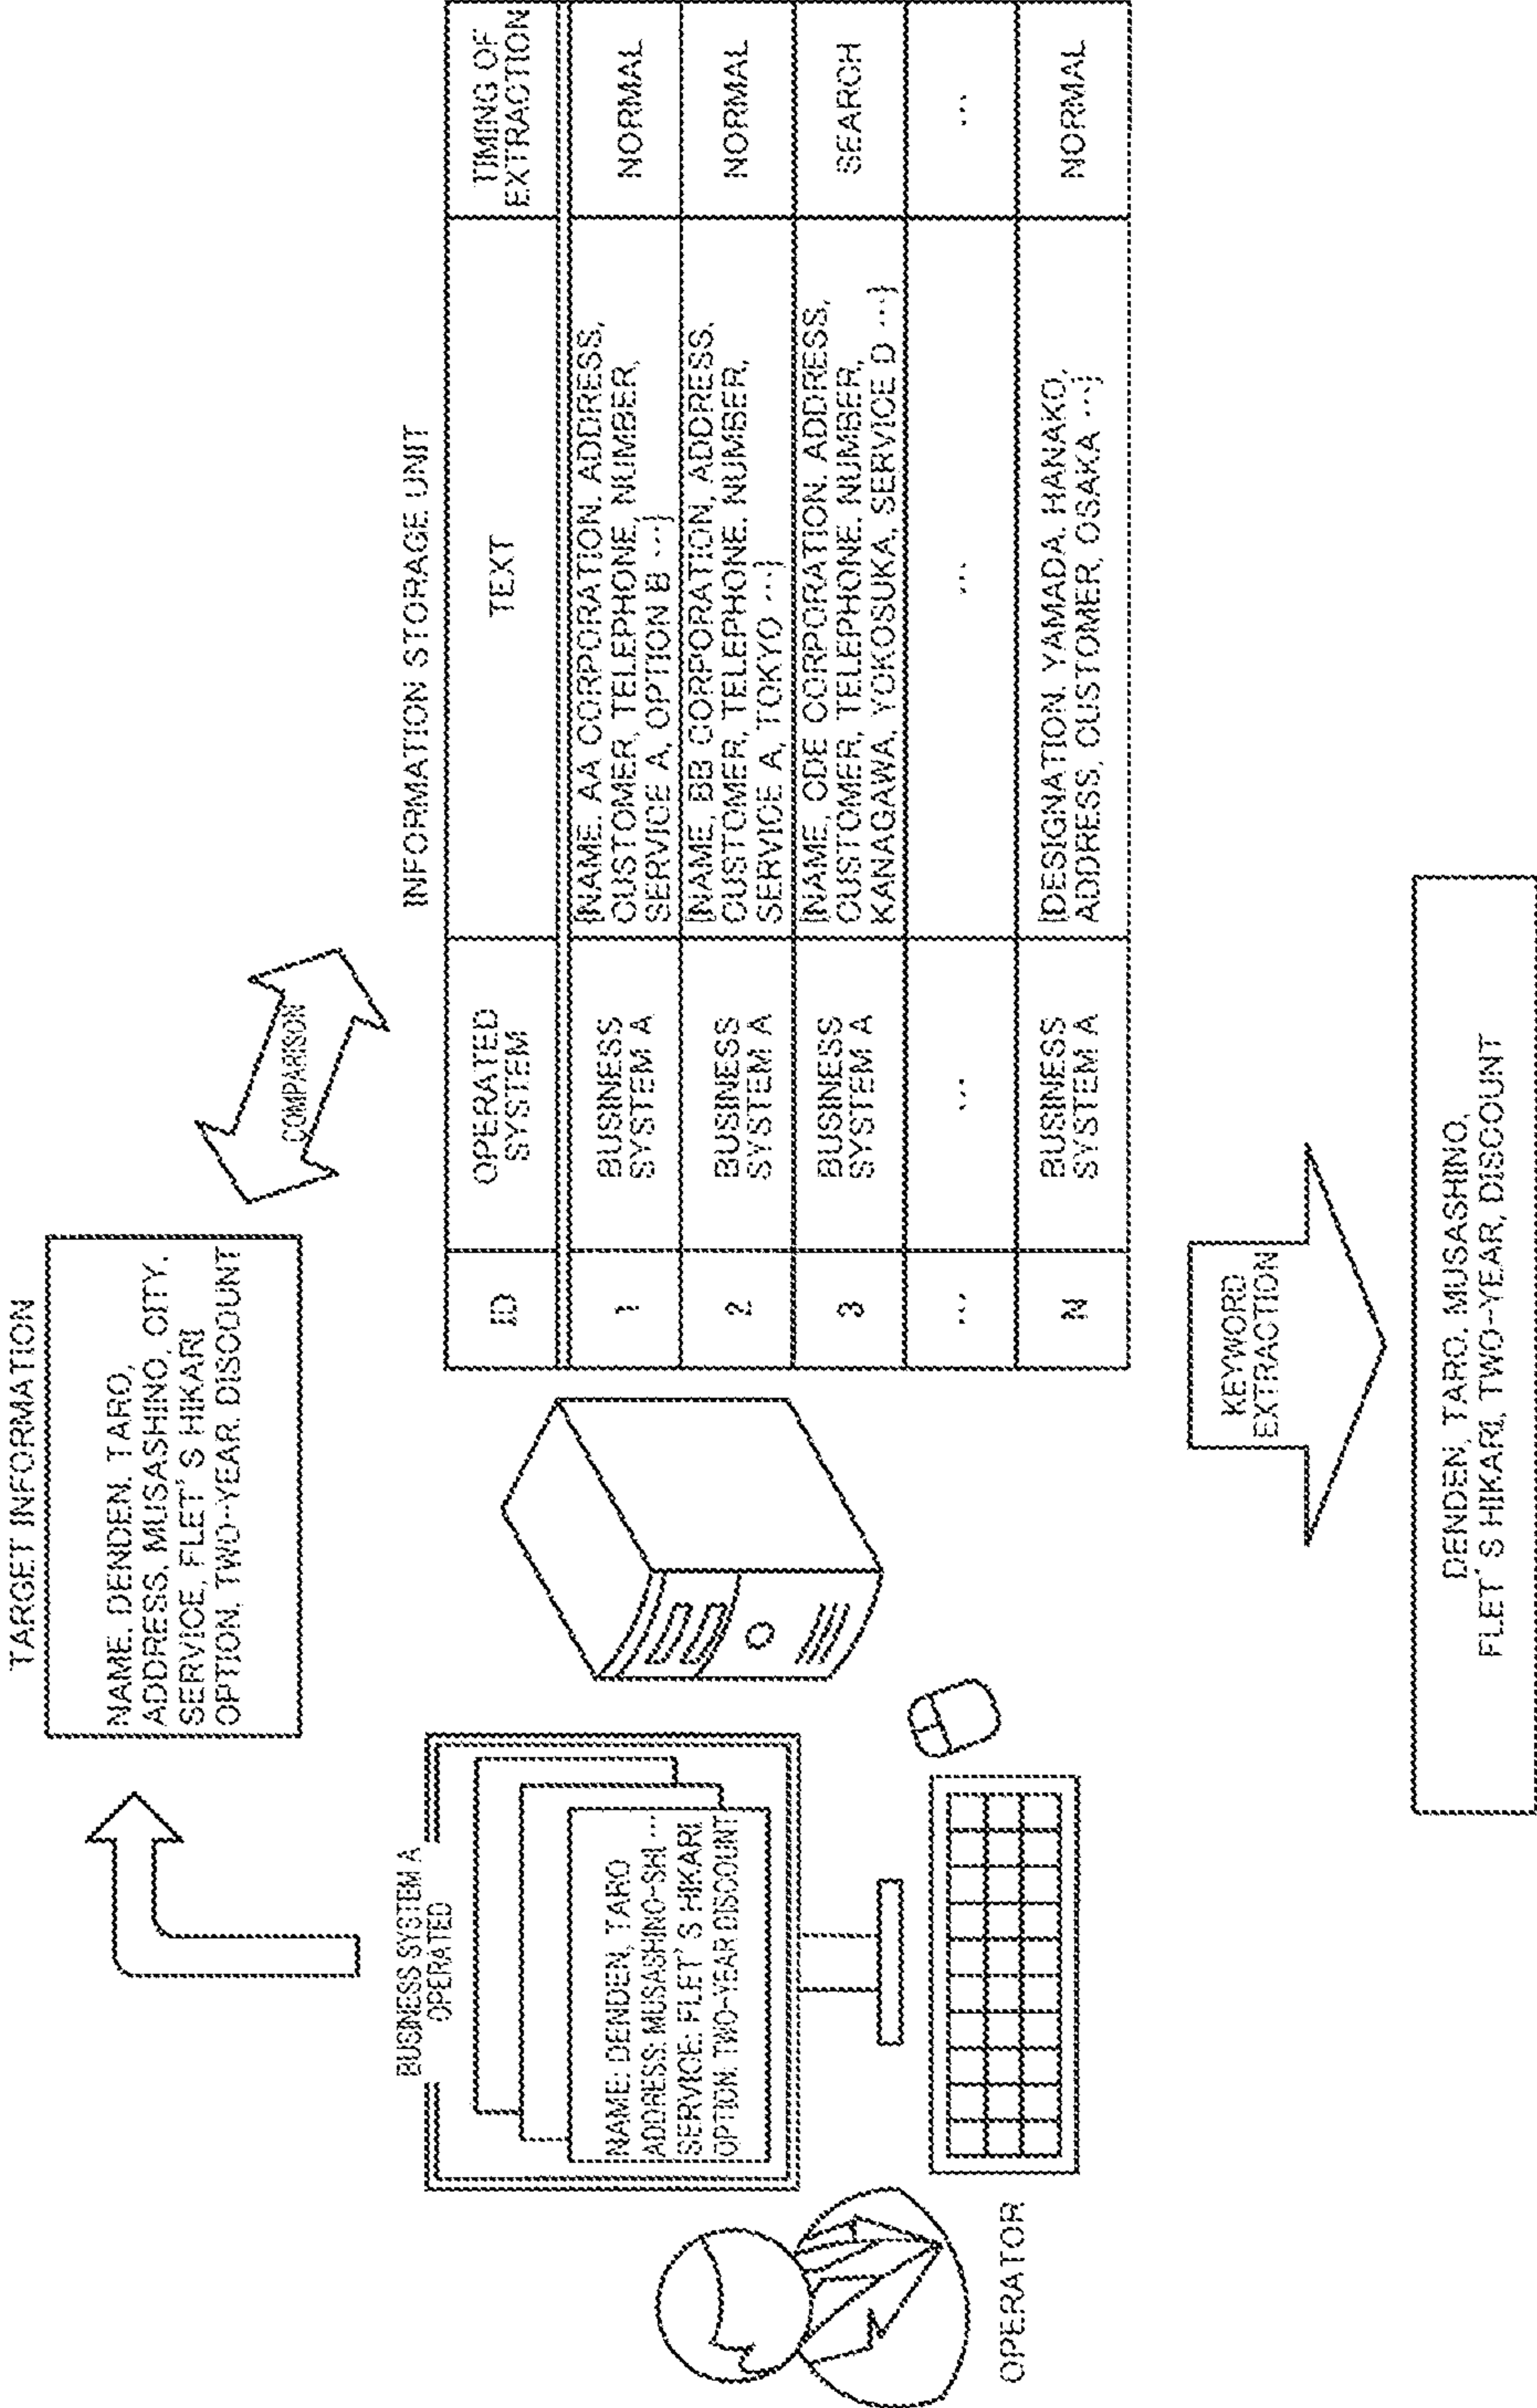 TARGET INFORMATION
NAME, DENDEN, TARO,
ADDRESS, MUSASHINO, CITY,
SERVICE, FLET'S HIKARI
OPTION, TWO-YEAR, DISCOUNT
COMPARISON
BUSINESS SYSTEM A
OPERATED
NAME: DENDEN, TARO
ADDRESS: MUSASHINO-SHI ...
SERVICE: FLET'S HIKARI
OPTION: TWO-YEAR DISCOUNT
OPERATOR
INFORMATION STORAGE UNIT
ID
OPERATED
SYSTEM
TEXT
TIMING OF
EXTRACTION
1
BUSINESS
SYSTEM A
[NAME, AA CORPORATION, ADDRESS,
CUSTOMER, TELEPHONE, NUMBER,
SERVICE A, OPTION B ...]
NORMAL
2
BUSINESS
SYSTEM A
[NAME, BB CORPORATION, ADDRESS,
CUSTOMER, TELEPHONE, NUMBER,
SERVICE A, TOKYO ...]
NORMAL
3
BUSINESS
SYSTEM A
[NAME, CDE CORPORATION, ADDRESS,
CUSTOMER, TELEPHONE, NUMBER,
KANAGAWA, YOKOSUKA, SERVICE D ...]
SEARCH
...
...
...
...
N
BUSINESS
SYSTEM A
[DESIGNATION, YAMADA, HANAKO,
ADDRESS, CUSTOMER, OSAKA ...]
NORMAL
KEYWORD
EXTRACTION
DENDEN, TARO, MUSASHINO,
FLET'S HIKARI, TWO-YEAR, DISCOUNT